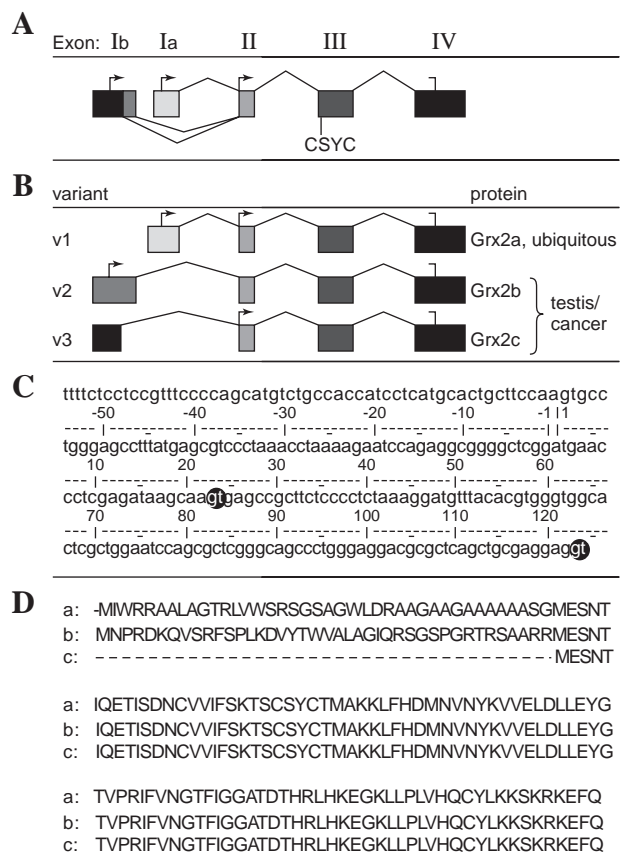 A
Exon: Ib Ia II III IV
CSYC
B
variant protein
v1 Grx2a, ubiquitous
v2 Grx2b
testis/
cancer
v3 Grx2c
C
ttttctcctccgtttccccagcatgtctgccaccatcctcatgcactgcttccaagtgcc
-50 -40 -30 -20 -10 -1 1
tgggagcctttatgagcgtccctaaacctaaaagaatccagaggcggggctcggatgaac
10 20 30 40 50 60
cctcgagataagcaagtgagccgcttctccccctctaaaggatgtttacacgtgggtggca
70 80 90 100 110 120
ctcgctggaatccagcgctcgggcagccctgggaggacgcgctcagctgcgaggaggt
D
a: -MIWRRAALAGTRLVWSRSGSAGWLDRAAGAAGAAAAAASGMESNT
b: MNPRDKQVSRFSPLKDVYTWVALAGIQRSGSPGRTRSAARRMESNT
c: -----------------------------------------MESNT
a: IQETISDNCVVIFSKTSCSYCTMAKKLFHDMNVNYKVVELDLLEYG
b: IQETISDNCVVIFSKTSCSYCTMAKKLFHDMNVNYKVVELDLLEYG
c: IQETISDNCVVIFSKTSCSYCTMAKKLFHDMNVNYKVVELDLLEYG
a: TVPRIFVNGTFIGGATDTHRLHKEGKLLPLVHQCYLKKSKRKEFQ
b: TVPRIFVNGTFIGGATDTHRLHKEGKLLPLVHQCYLKKSKRKEFQ
c: TVPRIFVNGTFIGGATDTHRLHKEGKLLPLVHQCYLKKSKRKEFQ